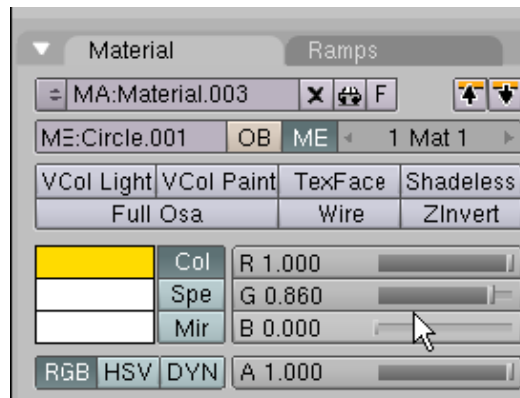 Material Ramps
MA:Material.003 F
ME:Circle.001 OB ME 1 Mat 1
VCol Light VCol Paint TexFace Shadeless
Full Osa Wire ZInvert
Col R 1.000
Spe G 0.860
Mir B 0.000
RGB HSV DYN A 1.000